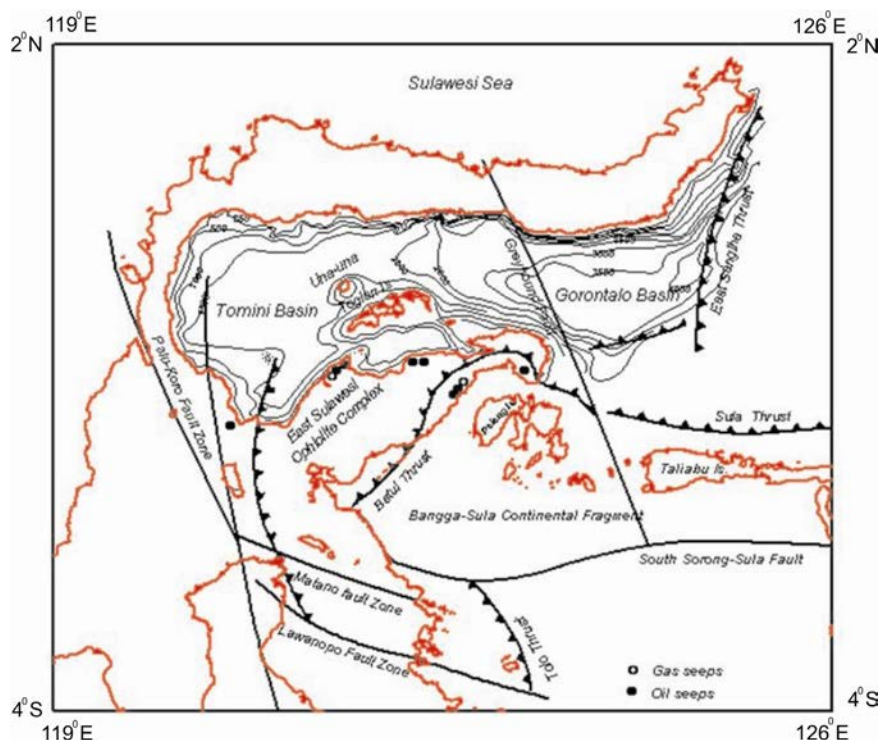 119°E
126°E
2°N
2°N
Sulawesi Sea
East Sangihe Thrust
500
3000
Una-una
Togian Is.
Tomini Basin
Gorontalo Basin
Palu-Koro Fault Zone
East Sulawesi
Ophiolite Complex
Sula Thrust
Batui Thrust
Taliabu Is.
Bangga-Sula Continental Fragment
South Sorong-Sula Fault
Matano fault Zone
Lawanopo Fault Zone
Tolo Thrust
Gas seeps
Oil seeps
4°S
4°S
119°E
126°E